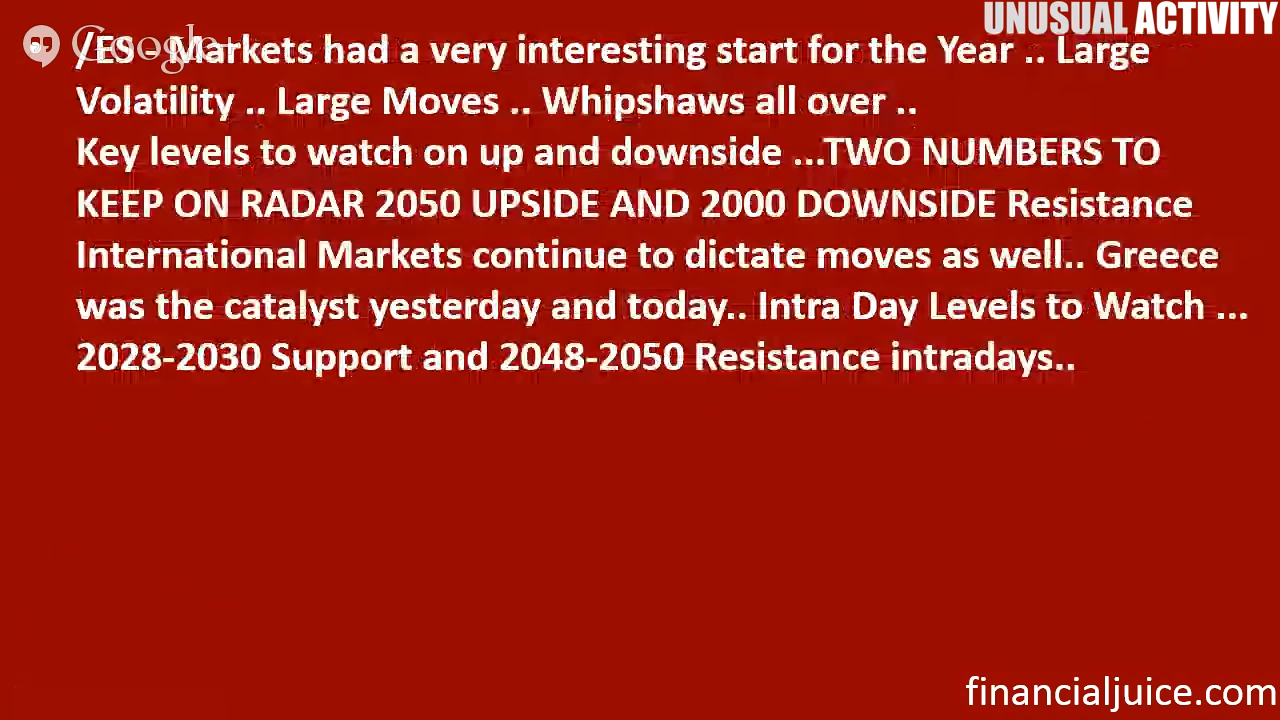 UNUSUAL ACTIVITY
Google+
/ES - Markets had a very interesting start for the Year .. Large
Volatility .. Large Moves .. Whipshaws all over ..
Key levels to watch on up and downside ...TWO NUMBERS TO
KEEP ON RADAR 2050 UPSIDE AND 2000 DOWNSIDE Resistance
International Markets continue to dictate moves as well.. Greece
was the catalyst yesterday and today.. Intra Day Levels to Watch ...
2028-2030 Support and 2048-2050 Resistance intradays..
financialjuice.com